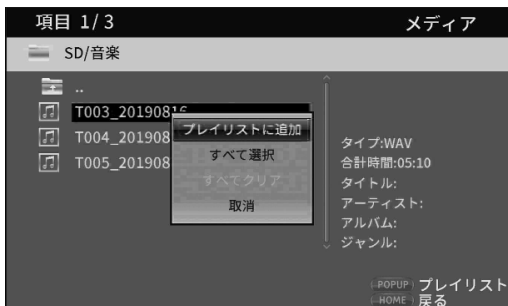 項目 1/3
メディア
SD/音楽
..
T003_20190816
T004_201908
T005_201908
プレイリストに追加
すべて選択
すべてクリア
取消
タイプ:WAV
合計時間:05:10
タイトル:
アーティスト:
アルバム:
ジャンル:
POPUP プレイリスト
HOME 戻る